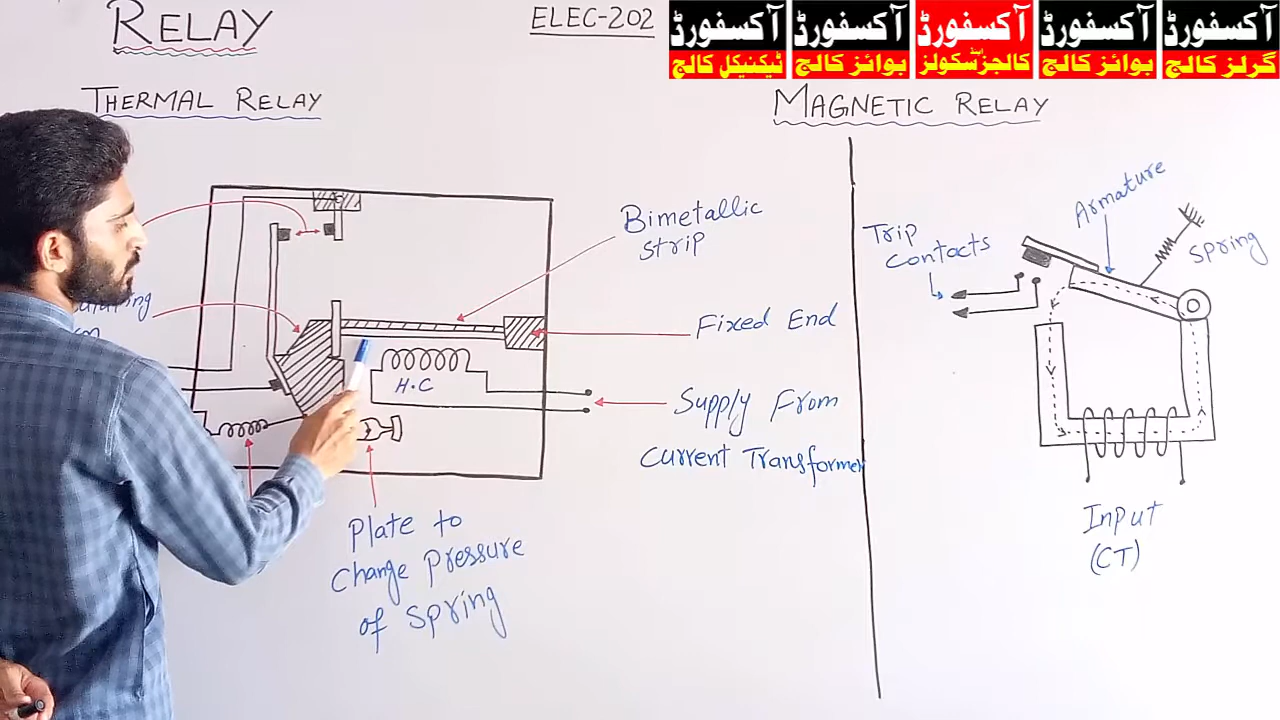 RELAY
ELEC-202
آکسفورڈ
ٹیکنیکل کالج
آکسفورڈ
بوائز کالج
آکسفورڈ
کالجز اینڈ سکولز
آکسفورڈ
بوائز کالج
آکسفورڈ
گرلز کالج
THERMAL RELAY
MAGNETIC RELAY
Bimetallic
Strip
Fixed End
H.C
Supply From
Current Transformer
Plate to
Change Pressure
of Spring
Armature
Spring
Trip
Contacts
Input
(CT)